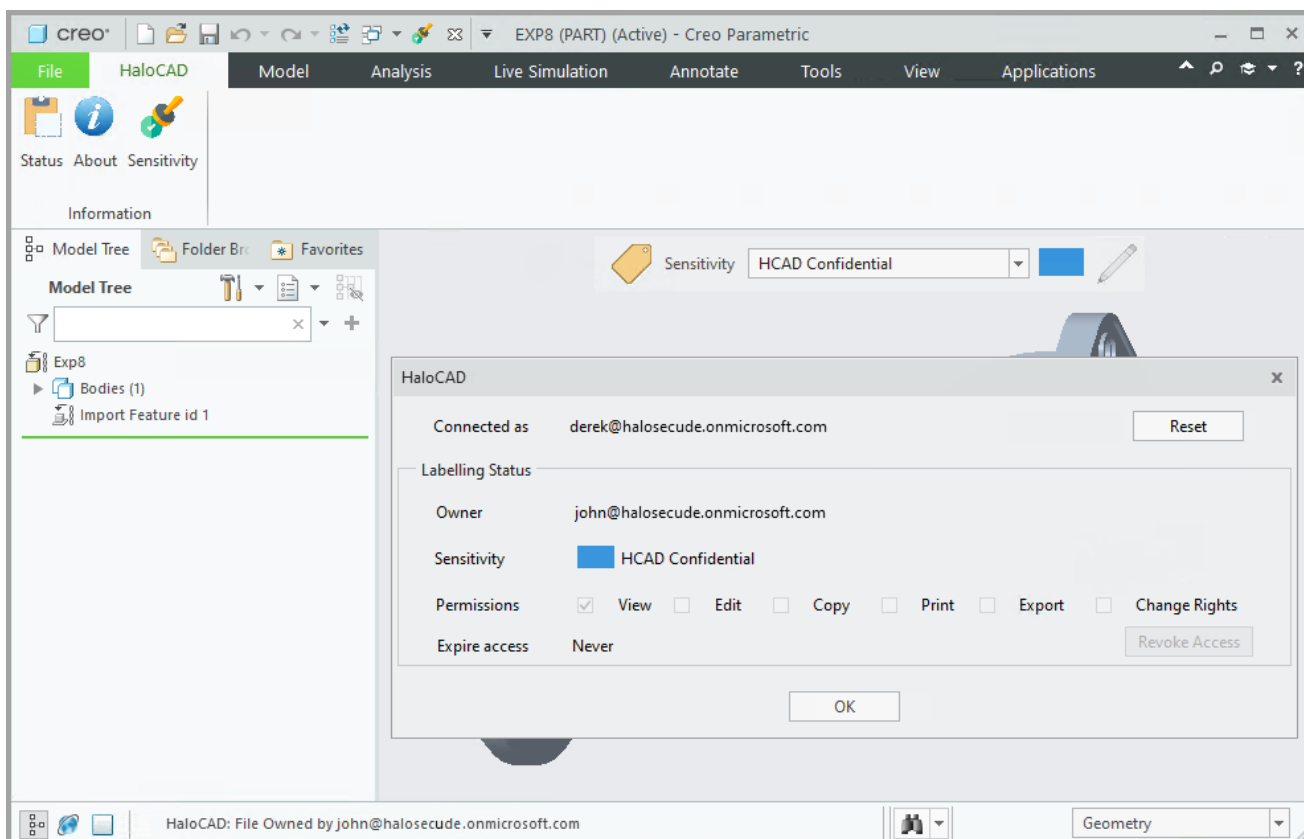 creo EXP8 (PART) (Active) - Creo Parametric
File HaloCAD Model Analysis Live Simulation Annotate Tools View Applications ?
Status About Sensitivity
Information
Model Tree Folder Br Favorites
Sensitivity HCAD Confidential
Model Tree
Exp8
Bodies (1)
Import Feature id 1
HaloCAD
Connected as derek@halosecude.onmicrosoft.com Reset
Labelling Status
Owner john@halosecude.onmicrosoft.com
Sensitivity HCAD Confidential
Permissions View Edit Copy Print Export Change Rights
Expire access Never Revoke Access
OK
HaloCAD: File Owned by john@halosecude.onmicrosoft.com Geometry